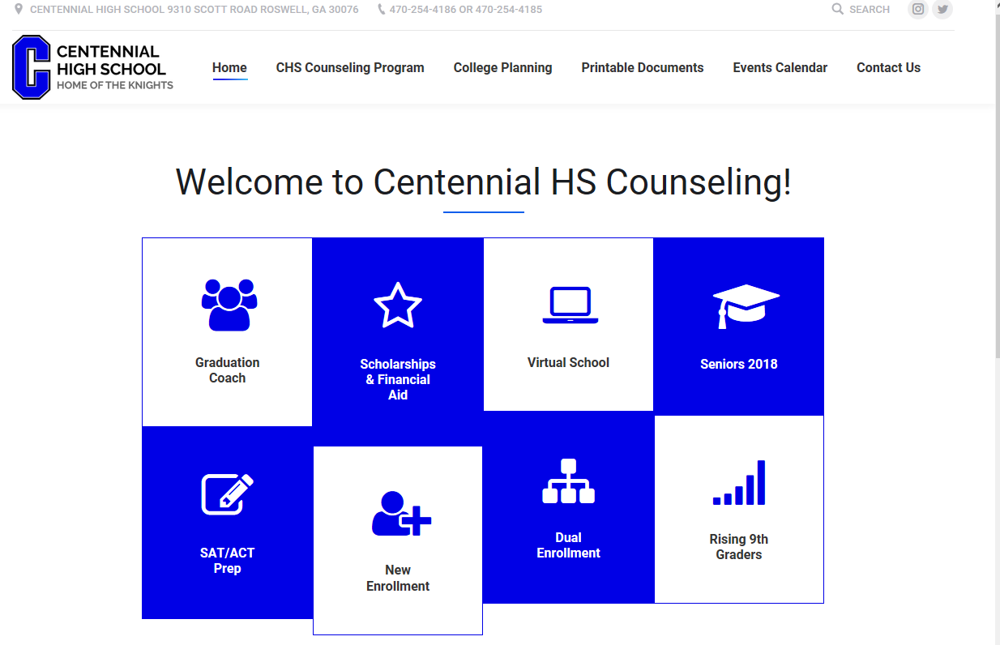 CENTENNIAL HIGH SCHOOL 9310 SCOTT ROAD ROSWELL, GA 30076 470-254-4186 OR 470-254-4185 SEARCH
CENTENNIAL
HIGH SCHOOL
HOME OF THE KNIGHTS
Home CHS Counseling Program College Planning Printable Documents Events Calendar Contact Us
Welcome to Centennial HS Counseling!
Graduation
Coach
Scholarships
& Financial
Aid
Virtual School
Seniors 2018
SAT/ACT
Prep
New
Enrollment
Dual
Enrollment
Rising 9th
Graders